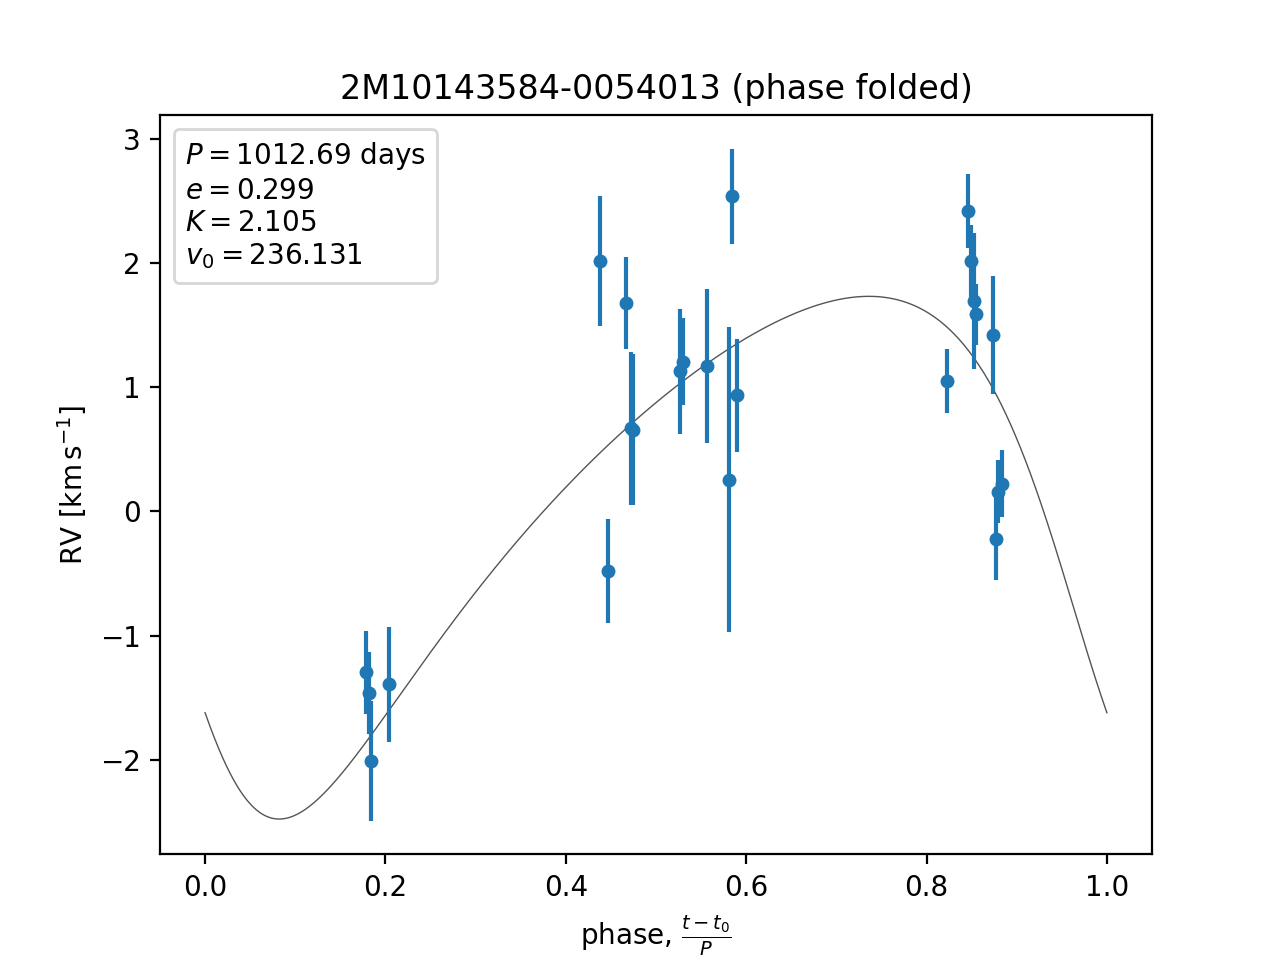 2M10143584-0054013 (phase folded)
P = 1012.69 days
e = 0.299
K = 2.105
v₀ = 236.131
3
2
1
0
−1
−2
RV [km s⁻¹]
0.0 0.2 0.4 0.6 0.8 1.0
phase, (t − t₀)/P